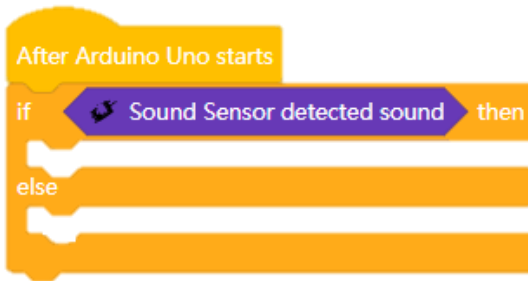 After Arduino Uno starts
if Sound Sensor detected sound then
else